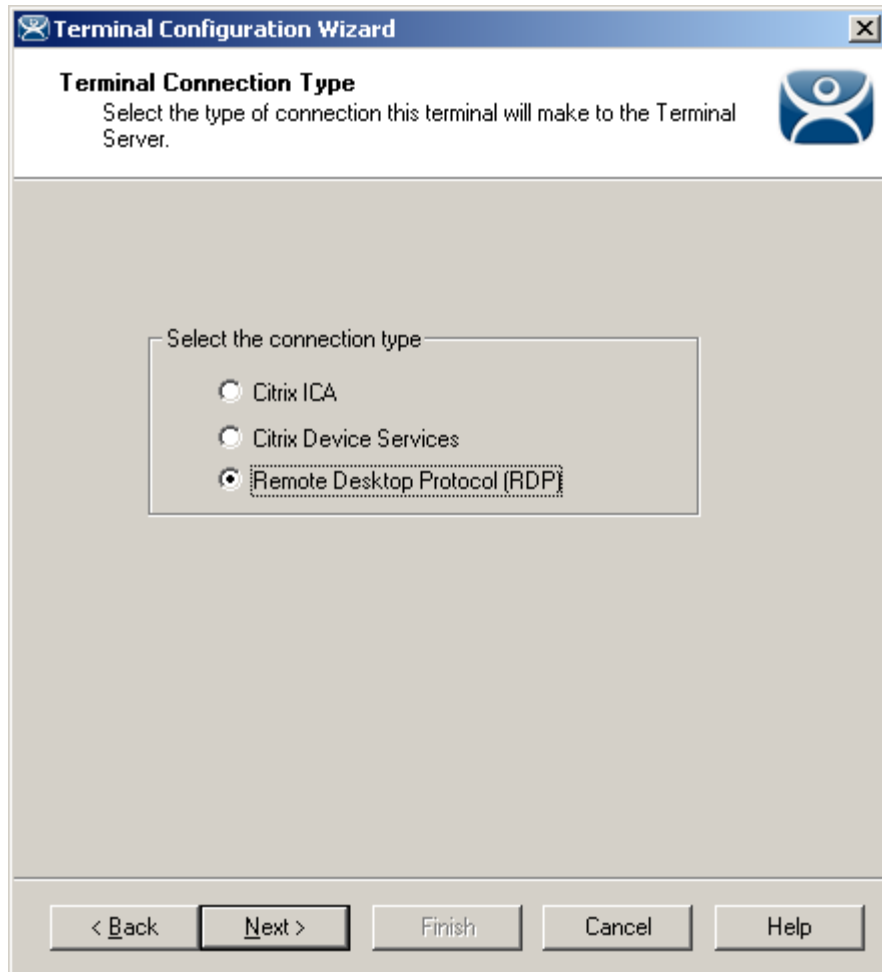 Terminal Configuration Wizard
Terminal Connection Type
Select the type of connection this terminal will make to the Terminal
Server.
Select the connection type
Citrix ICA
Citrix Device Services
Remote Desktop Protocol (RDP)
< Back Next > Finish Cancel Help